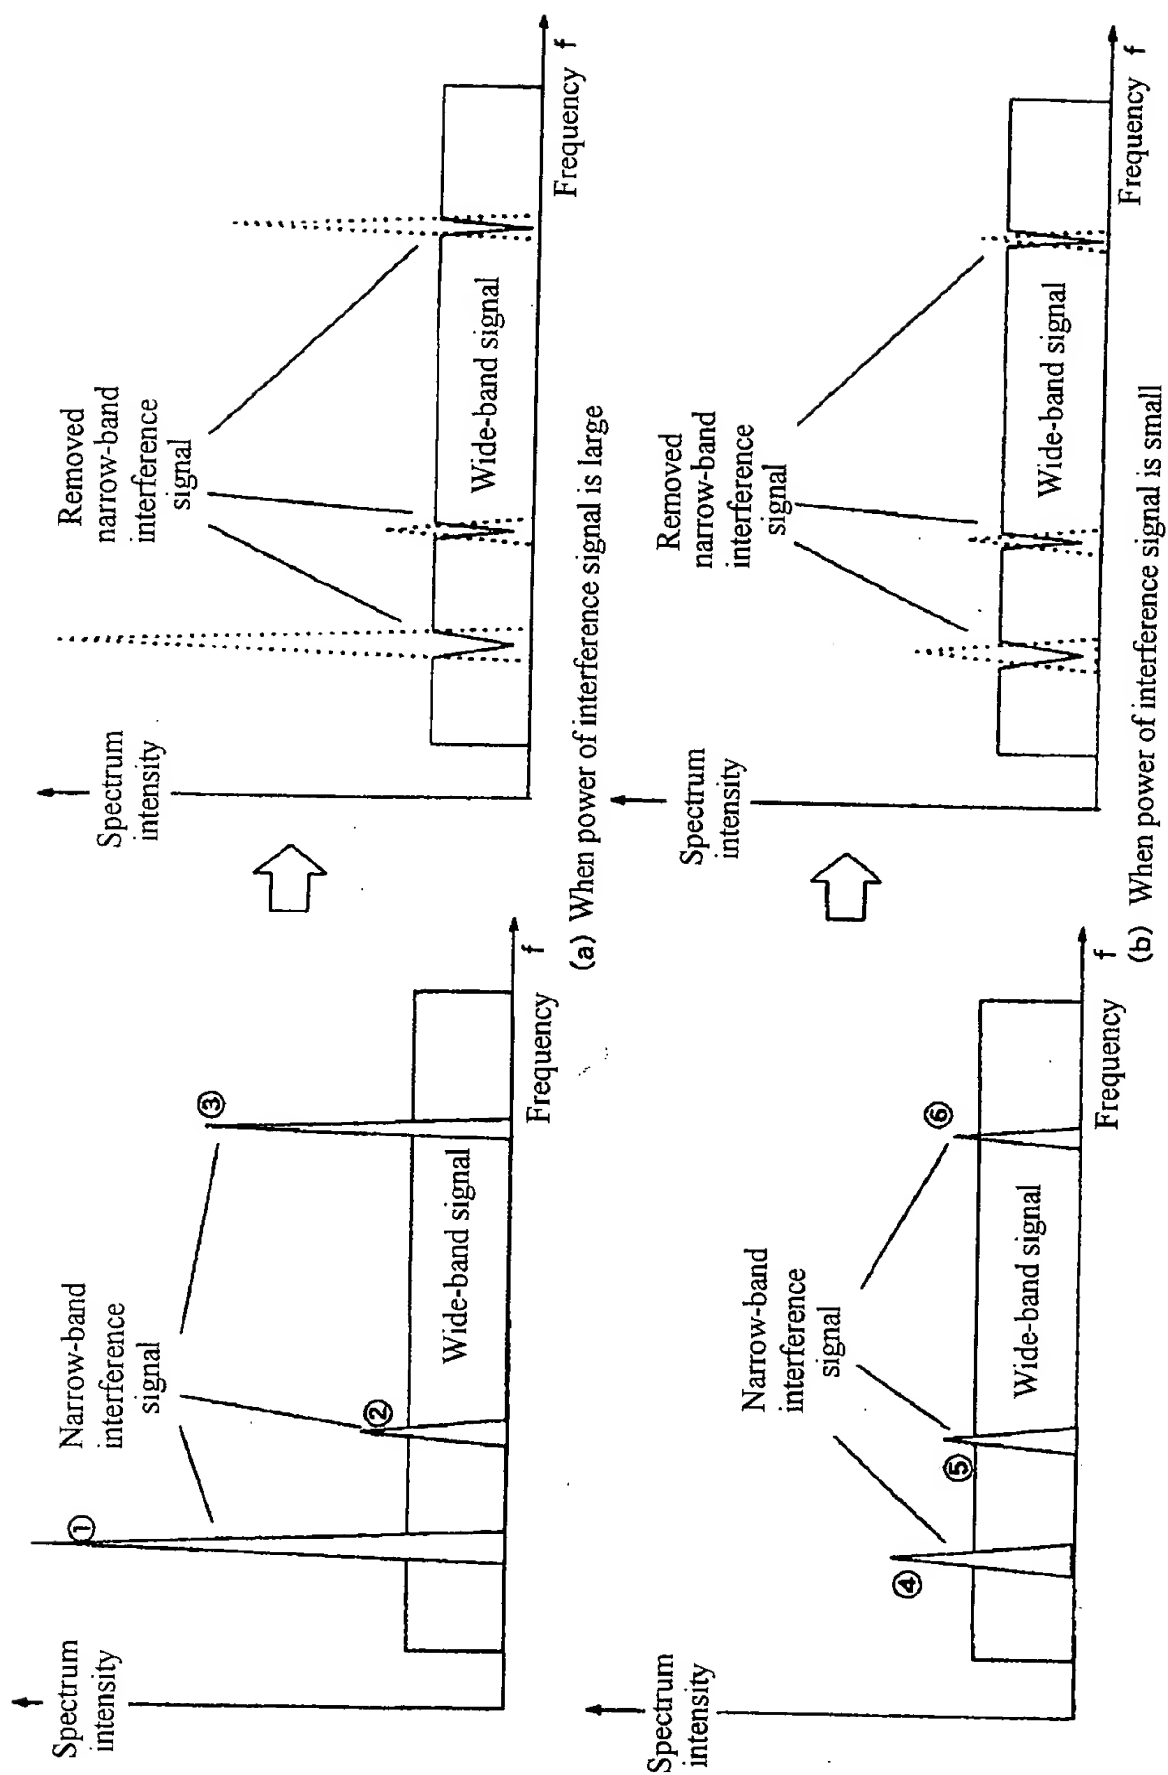 Spectrum
intensity
Narrow-band
interference
signal
①
②
③
Wide-band signal
f
Frequency
Spectrum
intensity
Removed
narrow-band
interference
signal
Wide-band signal
f
Frequency
(a) When power of interference signal is large
Spectrum
intensity
Narrow-band
interference
signal
④
⑤
⑥
Wide-band signal
f
Frequency
Spectrum
intensity
Removed
narrow-band
interference
signal
Wide-band signal
f
Frequency
(b) When power of interference signal is small